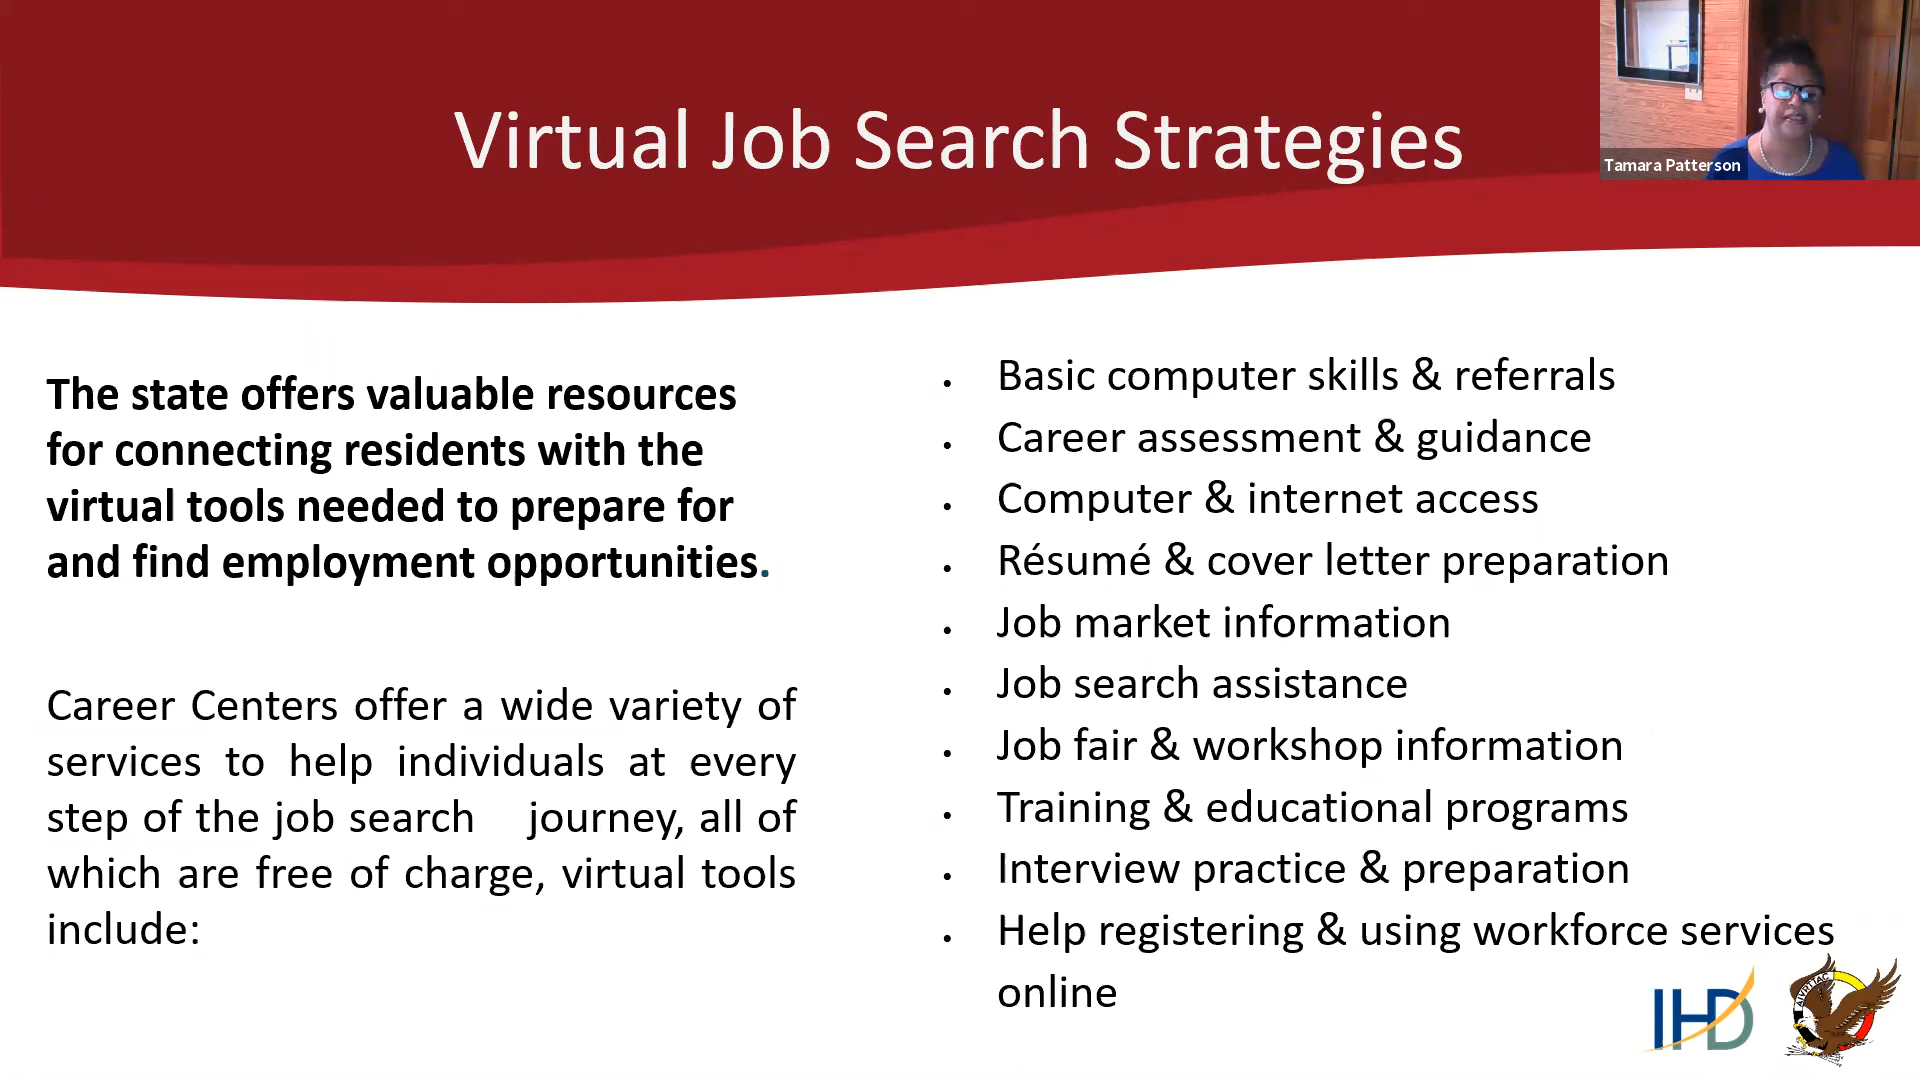 Virtual Job Search Strategies
Tamara Patterson
The state offers valuable resources
for connecting residents with the
virtual tools needed to prepare for
and find employment opportunities.
Career Centers offer a wide variety of
services to help individuals at every
step of the job search journey, all of
which are free of charge, virtual tools
include:
• Basic computer skills & referrals
• Career assessment & guidance
• Computer & internet access
• Résumé & cover letter preparation
• Job market information
• Job search assistance
• Job fair & workshop information
• Training & educational programs
• Interview practice & preparation
• Help registering & using workforce services
online
IHD
AIVRTTAC